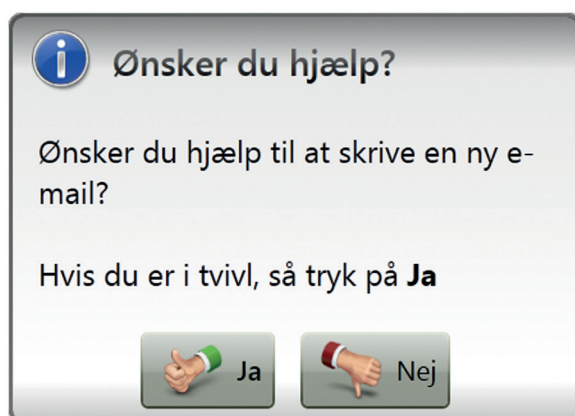 Ønsker du hjælp?
Ønsker du hjælp til at skrive en ny e-
mail?
Hvis du er i tvivl, så tryk på Ja
Ja
Nej